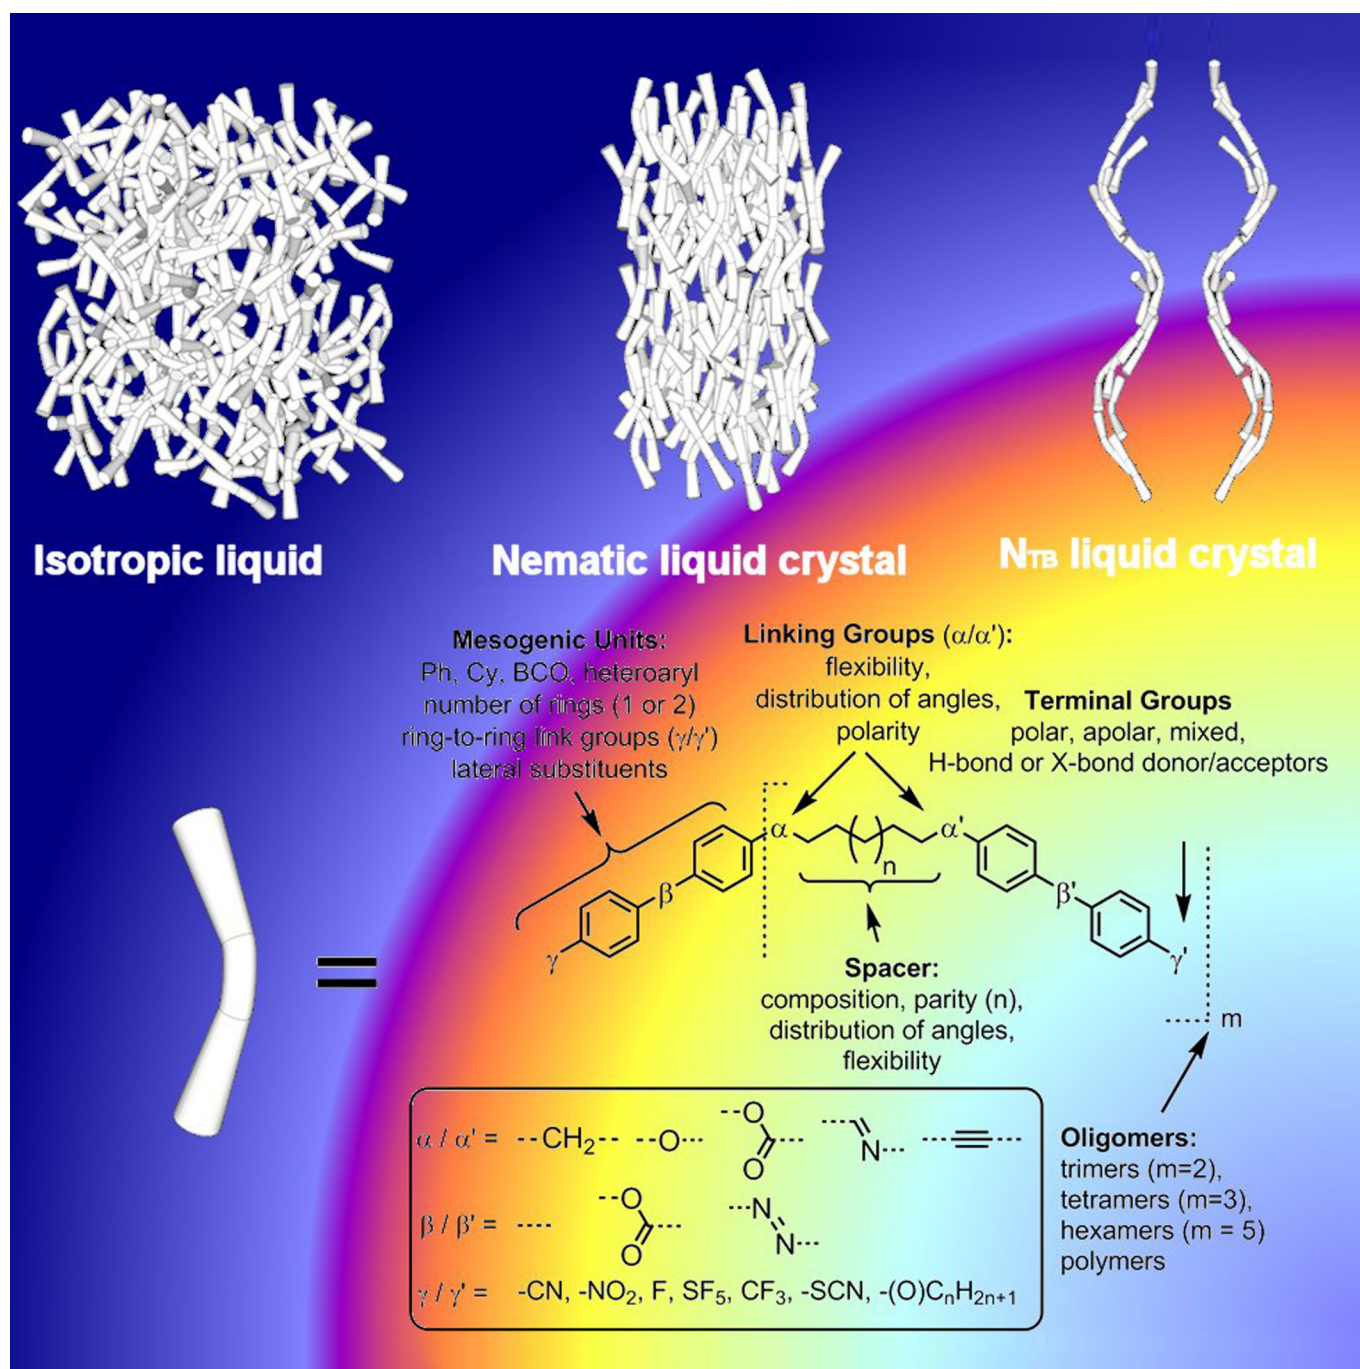 Isotropic liquid
Nematic liquid crystal
NTB liquid crystal
Mesogenic Units:
Ph, Cy, BCO, heteroaryl
number of rings (1 or 2)
ring-to-ring link groups (γ/γ')
lateral substituents
Linking Groups (α/α'):
flexibility,
distribution of angles,
polarity
Terminal Groups
polar, apolar, mixed,
H-bond or X-bond donor/acceptors
α
α'
n
β
β'
γ
γ'
Spacer:
composition, parity (n),
distribution of angles,
flexibility
=
m
Oligomers:
trimers (m=2),
tetramers (m=3),
hexamers (m = 5)
polymers
α / α' = --CH2-- --O-- --O O N
β / β' = ---- --O O N N
γ / γ' = -CN, -NO2, F, SF5, CF3, -SCN, -(O)CnH2n+1